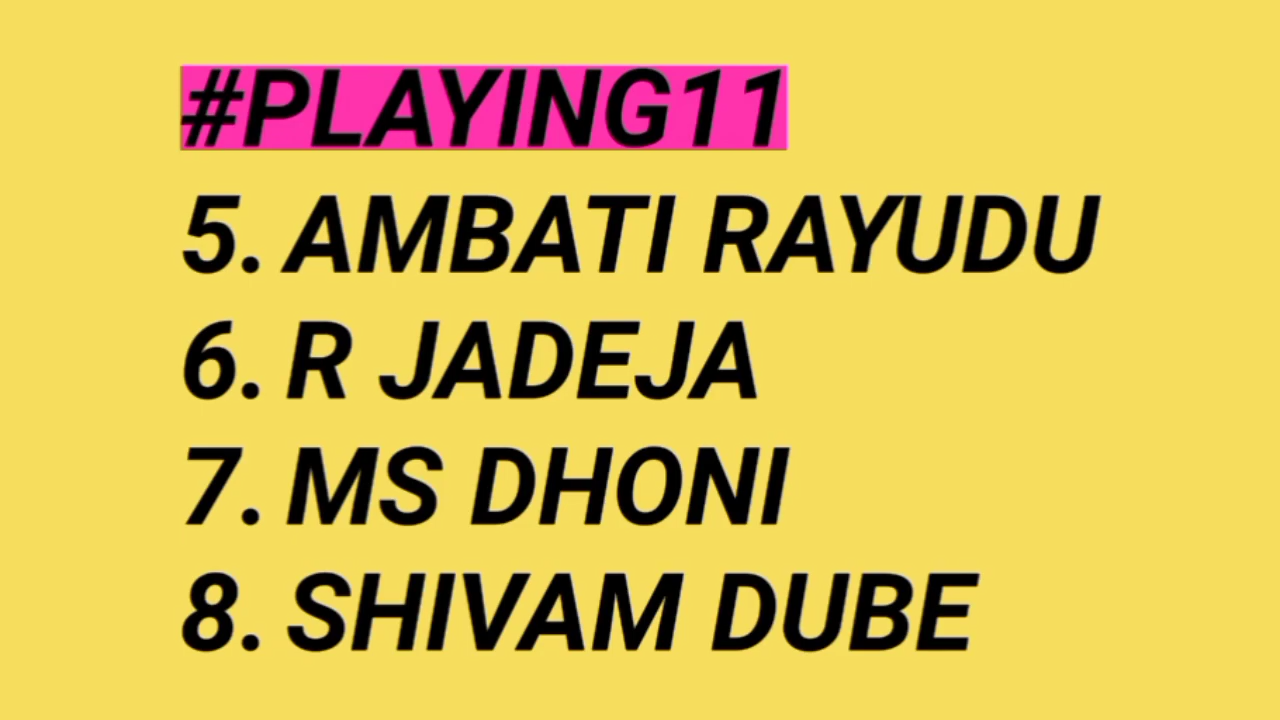 #PLAYING11
5. AMBATI RAYUDU
6. R JADEJA
7. MS DHONI
8. SHIVAM DUBE